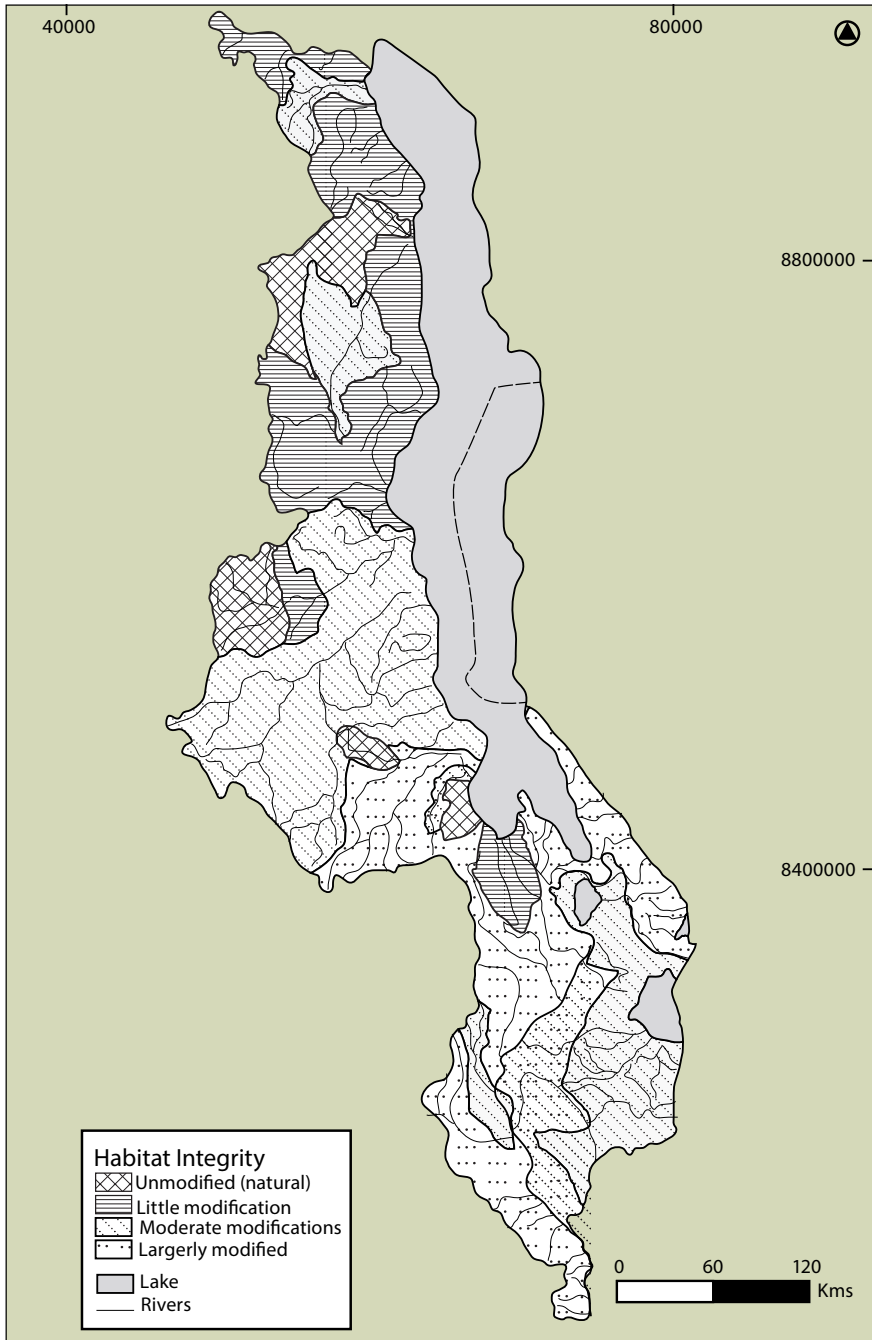 40000
80000
8800000
8400000
Habitat Integrity
Unmodified (natural)
Little modification
Moderate modifications
Largerly modified
Lake
Rivers
0 60 120
Kms